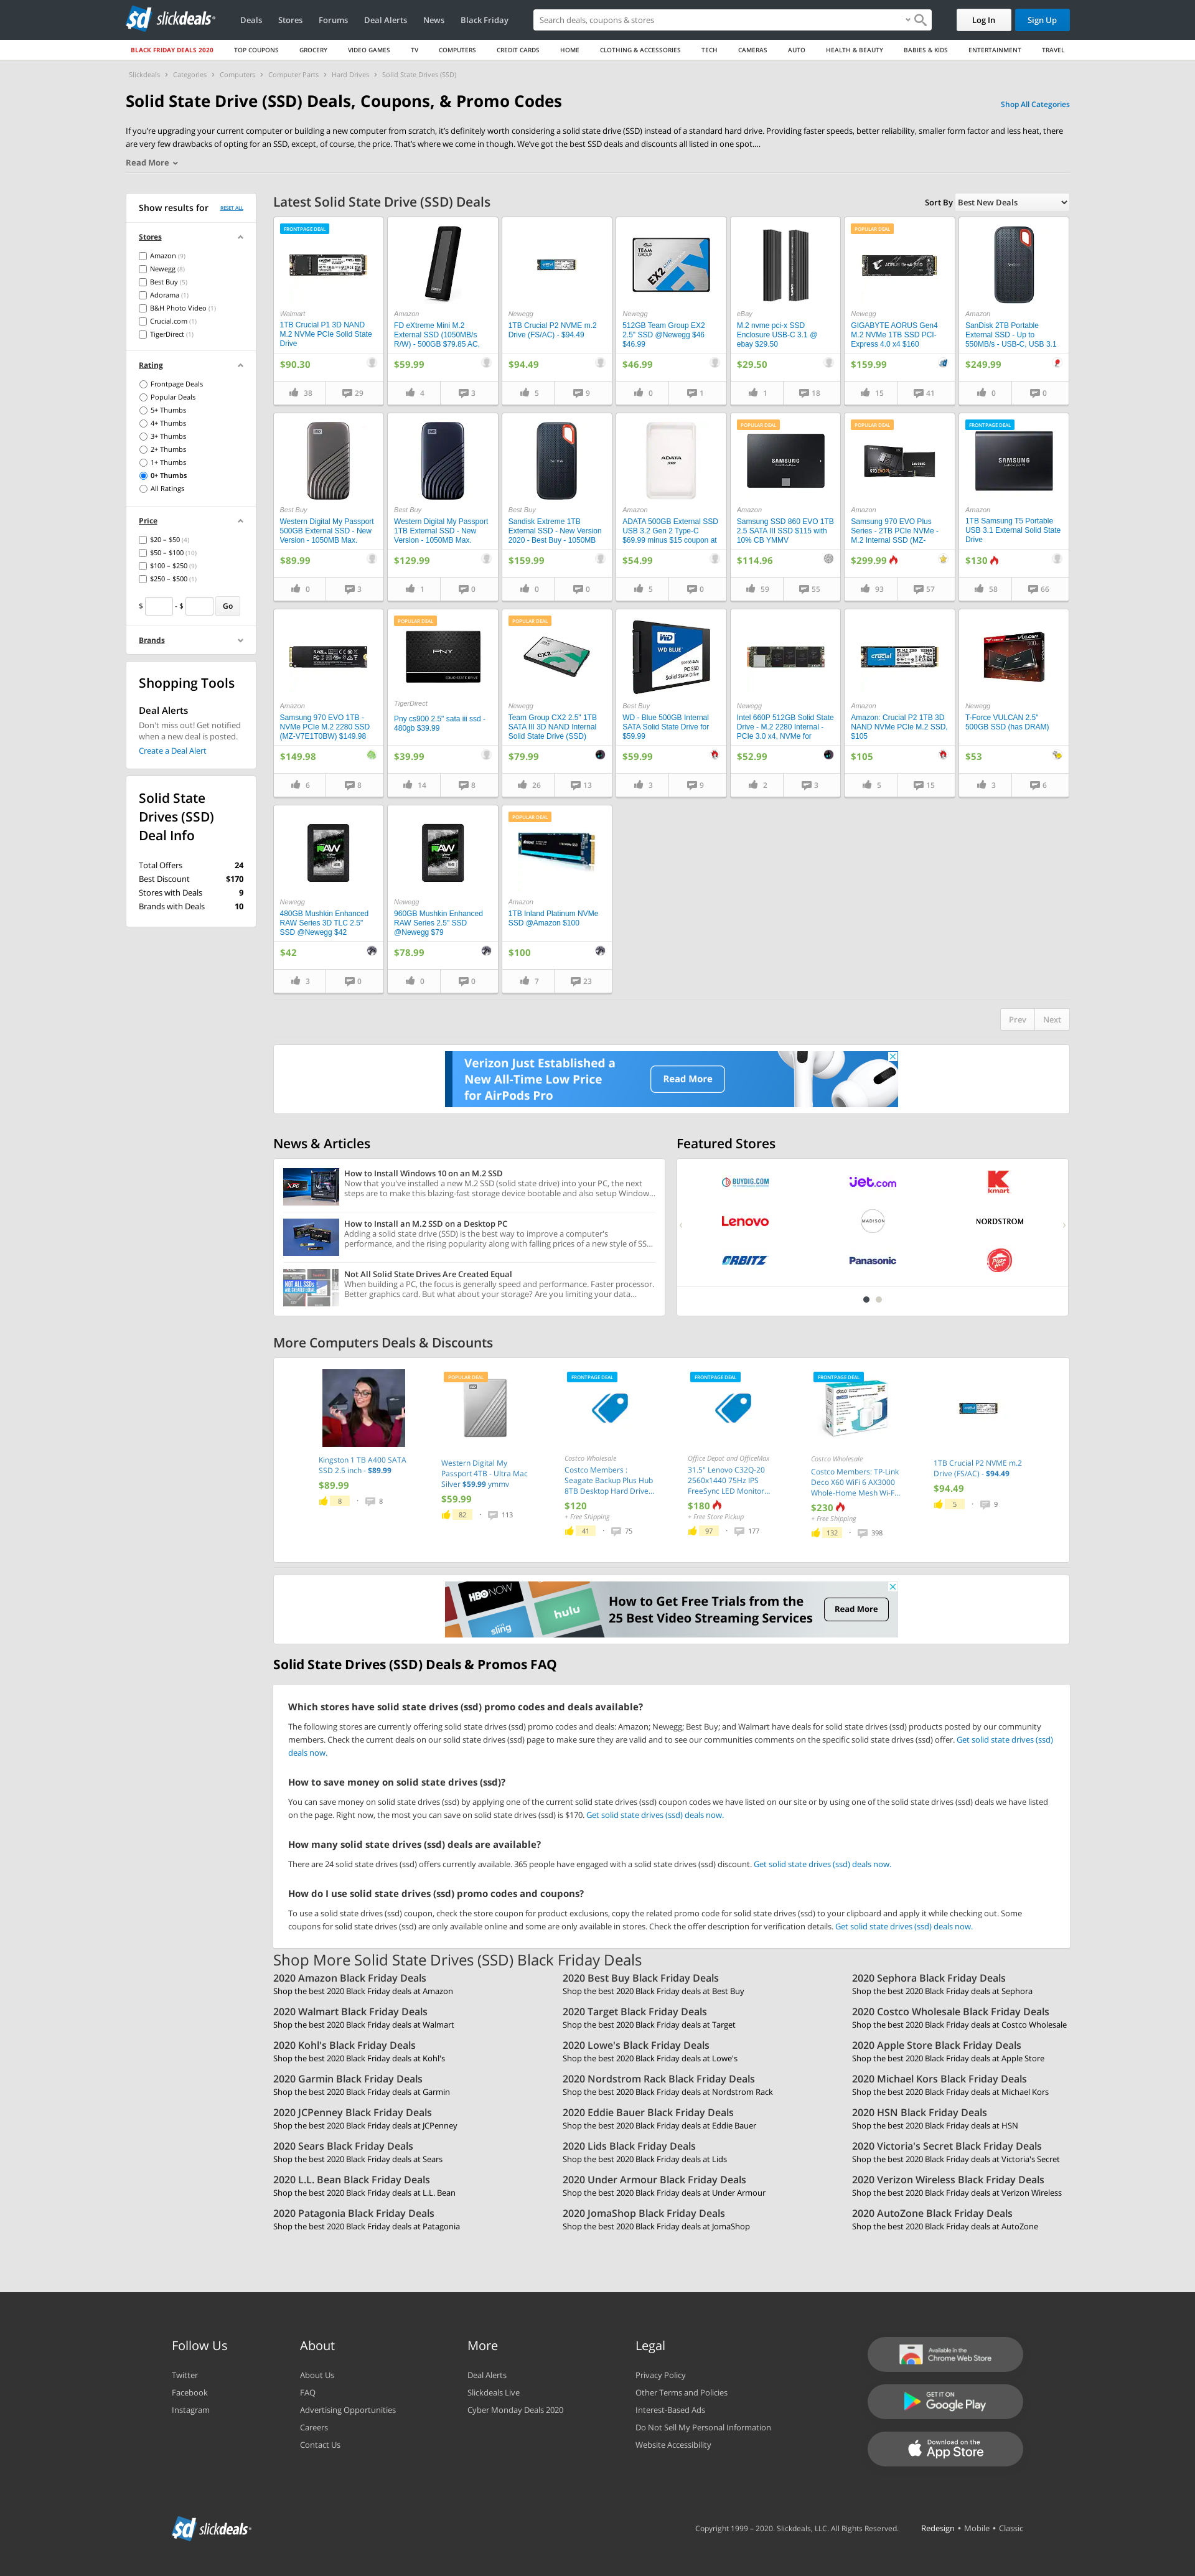 slickdeals
Deals Stores Forums Deal Alerts News Black Friday
Search deals, coupons & stores
Log In Sign Up
BLACK FRIDAY DEALS 2020 TOP COUPONS GROCERY VIDEO GAMES TV COMPUTERS CREDIT CARDS HOME CLOTHING & ACCESSORIES TECH CAMERAS AUTO HEALTH & BEAUTY BABIES & KIDS ENTERTAINMENT TRAVEL
Slickdeals > Categories > Computers > Computer Parts > Hard Drives > Solid State Drives (SSD)
Solid State Drive (SSD) Deals, Coupons, & Promo Codes
Shop All Categories
If you're upgrading your current computer or building a new computer from scratch, it's definitely worth considering a solid state drive (SSD) instead of a standard hard drive. Providing faster speeds, better reliability, smaller form factor and less heat, there
are very few drawbacks of opting for an SSD, except, of course, the price. That's where we come in though. We've got the best SSD deals and discounts all listed in one spot....
Read More
Show results for RESET ALL
Stores
Amazon (9)
Newegg (8)
Best Buy (5)
Adorama (1)
B&H Photo Video (1)
Crucial.com (1)
TigerDirect (1)
Rating
Frontpage Deals
Popular Deals
5+ Thumbs
4+ Thumbs
3+ Thumbs
2+ Thumbs
1+ Thumbs
0+ Thumbs
All Ratings
Price
$20 – $50 (4)
$50 – $100 (10)
$100 – $250 (9)
$250 – $500 (1)
$ - $ Go
Brands
Shopping Tools
Deal Alerts
Don't miss out! Get notified
when a new deal is posted.
Create a Deal Alert
Solid State
Drives (SSD)
Deal Info
Total Offers 24
Best Discount $170
Stores with Deals 9
Brands with Deals 10
Latest Solid State Drive (SSD) Deals
Sort By Best New Deals
FRONTPAGE DEAL
Walmart
1TB Crucial P1 3D NAND
M.2 NVMe PCIe Solid State
Drive
$90.30
38 29
Amazon
FD eXtreme Mini M.2
External SSD (1050MB/s
R/W) - 500GB $79.85 AC,
$59.99
4 3
Newegg
1TB Crucial P2 NVME m.2
Drive (FS/AC) - $94.49
$94.49
5 9
TEAMGROUP
EX2
Newegg
512GB Team Group EX2
2.5" SSD @Newegg $46
$46.99
$46.99
0 1
eBay
M.2 nvme pci-x SSD
Enclosure USB-C 3.1 @
ebay $29.50
$29.50
1 18
POPULAR DEAL
Newegg
GIGABYTE AORUS Gen4
M.2 NVMe 1TB SSD PCI-
Express 4.0 x4 $160
$159.99
15 41
Amazon
SanDisk 2TB Portable
External SSD - Up to
550MB/s - USB-C, USB 3.1
$249.99
0 0
Best Buy
Western Digital My Passport
500GB External SSD - New
Version - 1050MB Max.
$89.99
0 3
Best Buy
Western Digital My Passport
1TB External SSD - New
Version - 1050MB Max.
$129.99
1 0
Best Buy
Sandisk Extreme 1TB
External SSD - New Version
2020 - Best Buy - 1050MB
$159.99
0 0
ADATA
Amazon
ADATA 500GB External SSD
USB 3.2 Gen 2 Type-C
$69.99 minus $15 coupon at
$54.99
5 0
POPULAR DEAL
SAMSUNG
Amazon
Samsung SSD 860 EVO 1TB
2.5 SATA III SSD $115 with
10% CB YMMV
$114.96
59 55
POPULAR DEAL
Amazon
Samsung 970 EVO Plus
Series - 2TB PCIe NVMe -
M.2 Internal SSD (MZ-
$299.99
93 57
FRONTPAGE DEAL
SAMSUNG
Amazon
1TB Samsung T5 Portable
USB 3.1 External Solid State
Drive
$130
58 66
Amazon
Samsung 970 EVO 1TB -
NVMe PCIe M.2 2280 SSD
(MZ-V7E1T0BW) $149.98
$149.98
6 8
POPULAR DEAL
PNY
TigerDirect
Pny cs900 2.5" sata iii ssd -
480gb $39.99
$39.99
14 8
POPULAR DEAL
CX2
Newegg
Team Group CX2 2.5" 1TB
SATA III 3D NAND Internal
Solid State Drive (SSD)
$79.99
26 13
WD
WD BLUE
PC SSD
Best Buy
WD - Blue 500GB Internal
SATA Solid State Drive for
$59.99
$59.99
3 9
Newegg
Intel 660P 512GB Solid State
Drive - M.2 2280 Internal -
PCIe 3.0 x4, NVMe for
$52.99
2 3
crucial
Amazon
Amazon: Crucial P2 1TB 3D
NAND NVMe PCIe M.2 SSD,
$105
$105
5 15
VULCAN
Newegg
T-Force VULCAN 2.5"
500GB SSD (has DRAM)
$53
3 6
RAW
Newegg
480GB Mushkin Enhanced
RAW Series 3D TLC 2.5"
SSD @Newegg $42
$42
3 0
RAW
Newegg
960GB Mushkin Enhanced
RAW Series 2.5" SSD
@Newegg $79
$78.99
0 0
POPULAR DEAL
Amazon
1TB Inland Platinum NVMe
SSD @Amazon $100
$100
7 23
Prev Next
Verizon Just Established a
New All-Time Low Price
for AirPods Pro
Read More
News & Articles
How to Install Windows 10 on an M.2 SSD
Now that you've installed a new M.2 SSD (solid state drive) into your PC, the next
steps are to make this blazing-fast storage device bootable and also setup Window...
How to Install an M.2 SSD on a Desktop PC
Adding a solid state drive (SSD) is the best way to improve a computer's
performance, and the rising popularity along with falling prices of a new style of SS...
NOT ALL SSDs
Not All Solid State Drives Are Created Equal
When building a PC, the focus is generally speed and performance. Faster processor.
Better graphics card. But what about your storage? Are you limiting your data...
Featured Stores
BUYDIG.COM jet.com kmart
Lenovo MADISON NORDSTROM
ORBITZ Panasonic Pizza Hut
More Computers Deals & Discounts
Kingston 1 TB A400 SATA
SSD 2.5 inch - $89.99
$89.99
8 8
POPULAR DEAL
Western Digital My
Passport 4TB - Ultra Mac
Silver $59.99 ymmv
$59.99
82 113
FRONTPAGE DEAL
Costco Wholesale
Costco Members :
Seagate Backup Plus Hub
8TB Desktop Hard Drive...
$120
+ Free Shipping
41 75
FRONTPAGE DEAL
Office Depot and OfficeMax
31.5" Lenovo C32Q-20
2560x1440 75Hz IPS
FreeSync LED Monitor...
$180
+ Free Store Pickup
97 177
FRONTPAGE DEAL
Costco Wholesale
Costco Members: TP-Link
Deco X60 WiFi 6 AX3000
Whole-Home Mesh Wi-F...
$230
+ Free Shipping
132 398
1TB Crucial P2 NVME m.2
Drive (FS/AC) - $94.49
$94.49
5 9
HBO NOW
hulu
sling
How to Get Free Trials from the
25 Best Video Streaming Services
Read More
Solid State Drives (SSD) Deals & Promos FAQ
Which stores have solid state drives (ssd) promo codes and deals available?
The following stores are currently offering solid state drives (ssd) promo codes and deals: Amazon; Newegg; Best Buy; and Walmart have deals for solid state drives (ssd) products posted by our community
members. Check the current deals on our solid state drives (ssd) page to make sure they are valid and to see our communities comments on the specific solid state drives (ssd) offer. Get solid state drives (ssd)
deals now.
How to save money on solid state drives (ssd)?
You can save money on solid state drives (ssd) by applying one of the current solid state drives (ssd) coupon codes we have listed on our site or by using one of the solid state drives (ssd) deals we have listed
on the page. Right now, the most you can save on solid state drives (ssd) is $170. Get solid state drives (ssd) deals now.
How many solid state drives (ssd) deals are available?
There are 24 solid state drives (ssd) offers currently available. 365 people have engaged with a solid state drives (ssd) discount. Get solid state drives (ssd) deals now.
How do I use solid state drives (ssd) promo codes and coupons?
To use a solid state drives (ssd) coupon, check the store coupon for product exclusions, copy the related promo code for solid state drives (ssd) to your clipboard and apply it while checking out. Some
coupons for solid state drives (ssd) are only available online and some are only available in stores. Check the offer description for verification details. Get solid state drives (ssd) deals now.
Shop More Solid State Drives (SSD) Black Friday Deals
2020 Amazon Black Friday Deals 2020 Best Buy Black Friday Deals 2020 Sephora Black Friday Deals
Shop the best 2020 Black Friday deals at Amazon Shop the best 2020 Black Friday deals at Best Buy Shop the best 2020 Black Friday deals at Sephora
2020 Walmart Black Friday Deals 2020 Target Black Friday Deals 2020 Costco Wholesale Black Friday Deals
Shop the best 2020 Black Friday deals at Walmart Shop the best 2020 Black Friday deals at Target Shop the best 2020 Black Friday deals at Costco Wholesale
2020 Kohl's Black Friday Deals 2020 Lowe's Black Friday Deals 2020 Apple Store Black Friday Deals
Shop the best 2020 Black Friday deals at Kohl's Shop the best 2020 Black Friday deals at Lowe's Shop the best 2020 Black Friday deals at Apple Store
2020 Garmin Black Friday Deals 2020 Nordstrom Rack Black Friday Deals 2020 Michael Kors Black Friday Deals
Shop the best 2020 Black Friday deals at Garmin Shop the best 2020 Black Friday deals at Nordstrom Rack Shop the best 2020 Black Friday deals at Michael Kors
2020 JCPenney Black Friday Deals 2020 Eddie Bauer Black Friday Deals 2020 HSN Black Friday Deals
Shop the best 2020 Black Friday deals at JCPenney Shop the best 2020 Black Friday deals at Eddie Bauer Shop the best 2020 Black Friday deals at HSN
2020 Sears Black Friday Deals 2020 Lids Black Friday Deals 2020 Victoria's Secret Black Friday Deals
Shop the best 2020 Black Friday deals at Sears Shop the best 2020 Black Friday deals at Lids Shop the best 2020 Black Friday deals at Victoria's Secret
2020 L.L. Bean Black Friday Deals 2020 Under Armour Black Friday Deals 2020 Verizon Wireless Black Friday Deals
Shop the best 2020 Black Friday deals at L.L. Bean Shop the best 2020 Black Friday deals at Under Armour Shop the best 2020 Black Friday deals at Verizon Wireless
2020 Patagonia Black Friday Deals 2020 JomaShop Black Friday Deals 2020 AutoZone Black Friday Deals
Shop the best 2020 Black Friday deals at Patagonia Shop the best 2020 Black Friday deals at JomaShop Shop the best 2020 Black Friday deals at AutoZone
Follow Us
Twitter
Facebook
Instagram
About
About Us
FAQ
Advertising Opportunities
Careers
Contact Us
More
Deal Alerts
Slickdeals Live
Cyber Monday Deals 2020
Legal
Privacy Policy
Other Terms and Policies
Interest-Based Ads
Do Not Sell My Personal Information
Website Accessibility
Available in the
Chrome Web Store
GET IT ON
Google Play
Download on the
App Store
slickdeals
Copyright 1999 – 2020. Slickdeals, LLC. All Rights Reserved. Redesign • Mobile • Classic